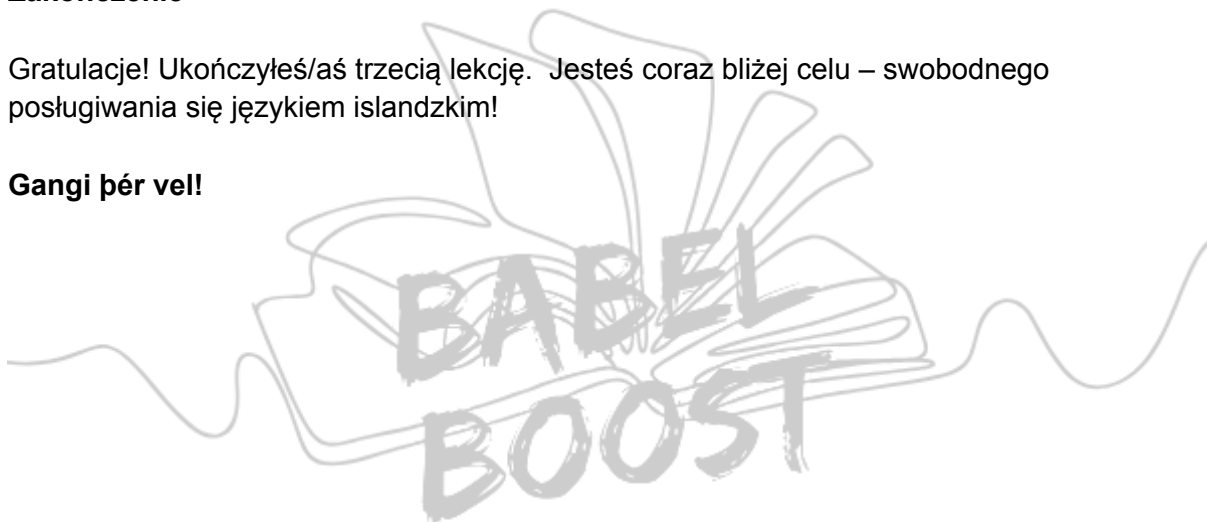 Zakończenie
Gratulacje! Ukończyłeś/aś trzecią lekcję.  Jesteś coraz bliżej celu – swobodnego
posługiwania się językiem islandzkim!
Gangi þér vel!
BABEL
BOOST